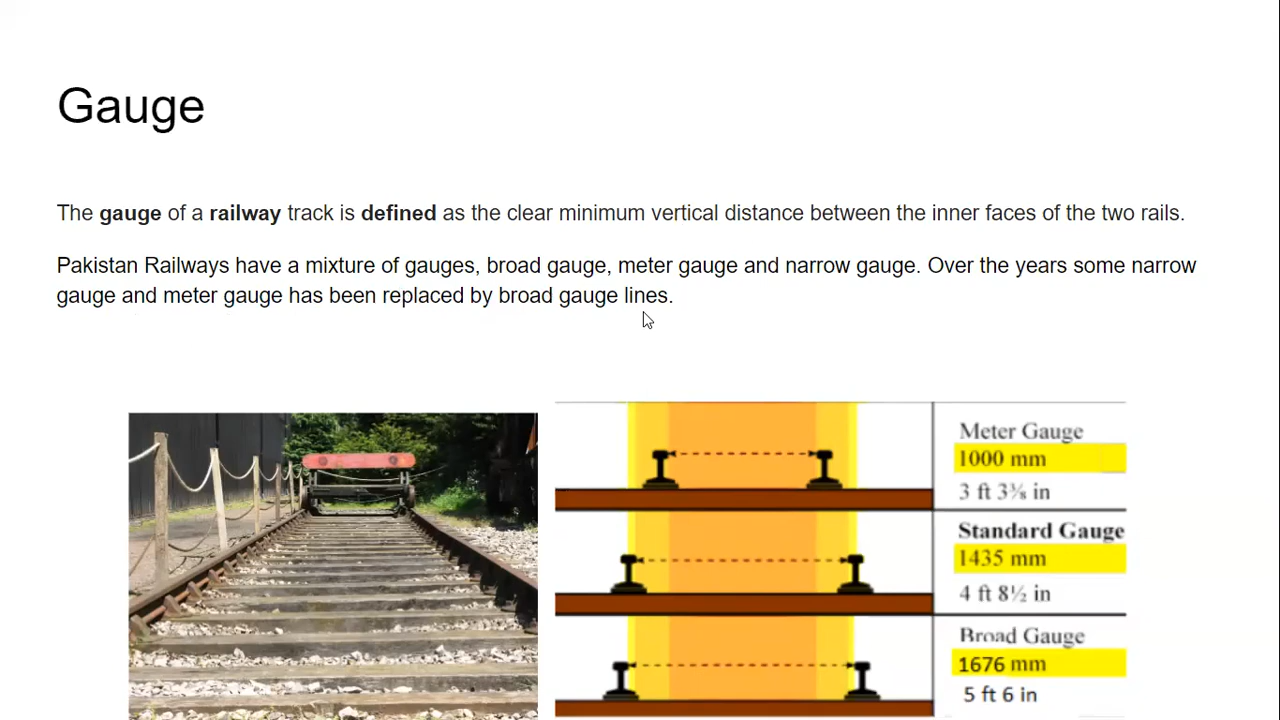 Gauge
The gauge of a railway track is defined as the clear minimum vertical distance between the inner faces of the two rails.
Pakistan Railways have a mixture of gauges, broad gauge, meter gauge and narrow gauge. Over the years some narrow
gauge and meter gauge has been replaced by broad gauge lines.
Meter Gauge
1000 mm
3 ft 3⅜ in
Standard Gauge
1435 mm
4 ft 8½ in
Broad Gauge
1676 mm
5 ft 6 in